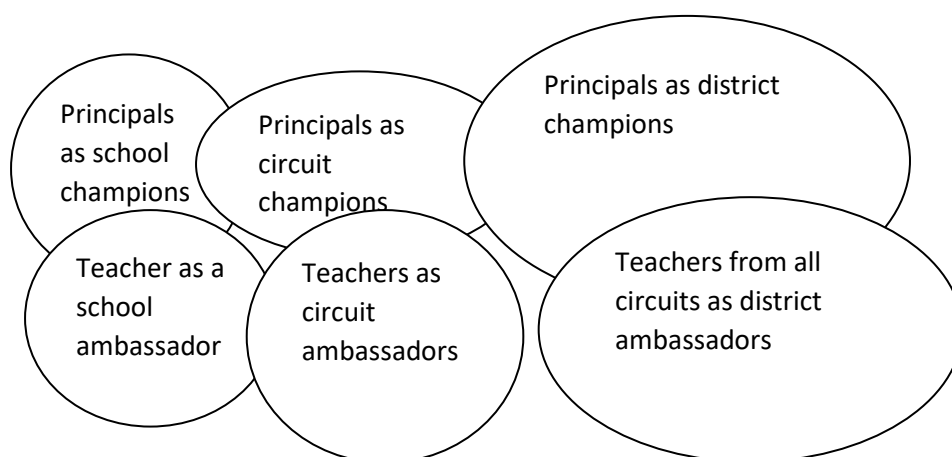 Principals
as school
champions
Principals as
circuit
champions
Principals as district
champions
Teacher as a
school
ambassador
Teachers as
circuit
ambassadors
Teachers from all
circuits as district
ambassadors